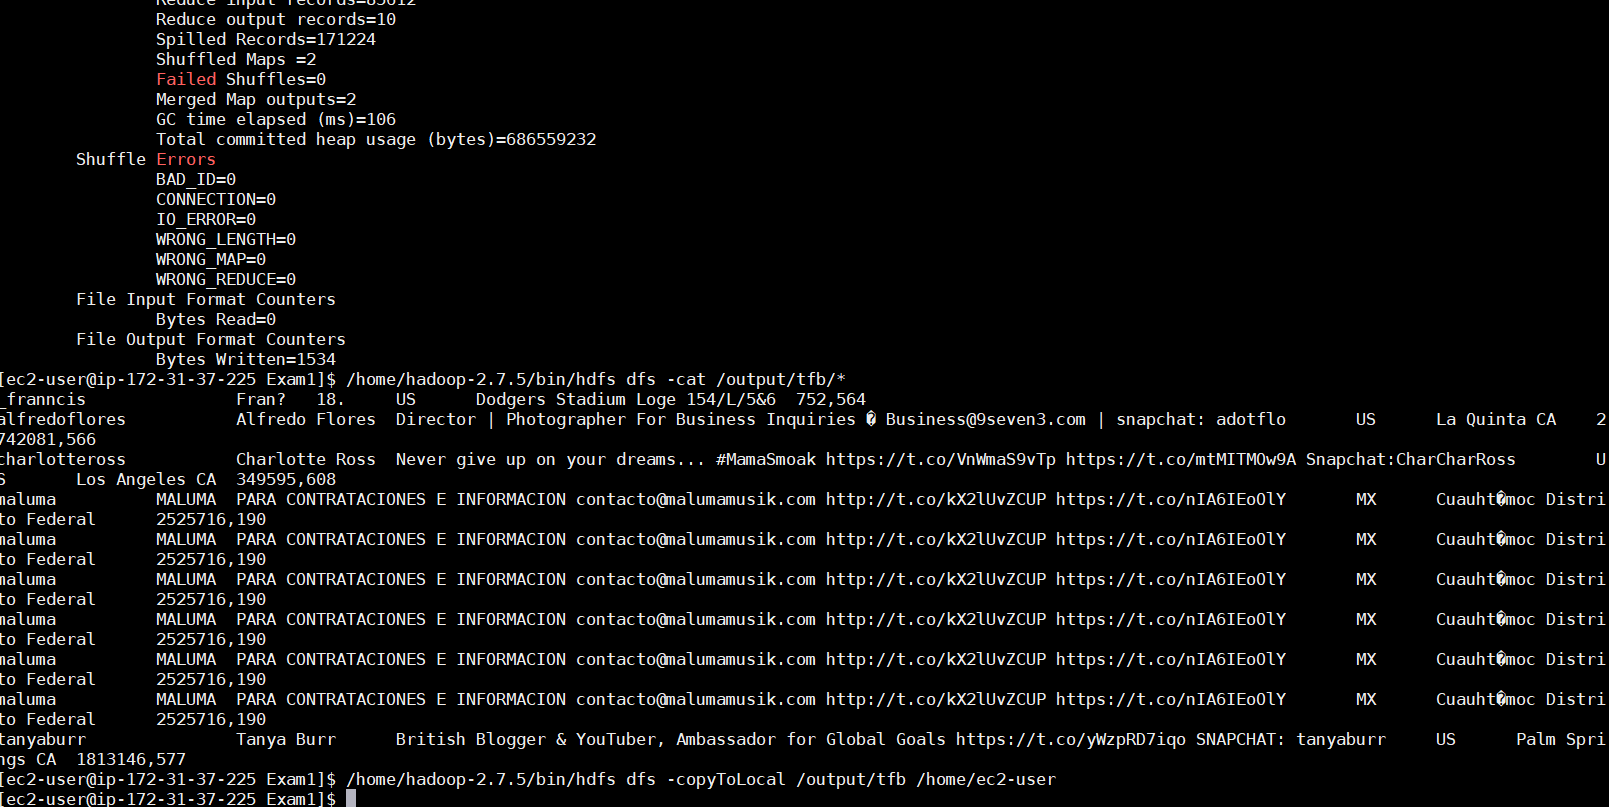 Reduce input records=85612
Reduce output records=10
Spilled Records=171224
Shuffled Maps =2
Failed Shuffles=0
Merged Map outputs=2
GC time elapsed (ms)=106
Total committed heap usage (bytes)=686559232
Shuffle Errors
BAD_ID=0
CONNECTION=0
IO_ERROR=0
WRONG_LENGTH=0
WRONG_MAP=0
WRONG_REDUCE=0
File Input Format Counters
Bytes Read=0
File Output Format Counters
Bytes Written=1534
[ec2-user@ip-172-31-37-225 Exam1]$ /home/hadoop-2.7.5/bin/hdfs dfs -cat /output/tfb/*
_franncis Fran? 18. US Dodgers Stadium Loge 154/L/5&6 752,564
alfredoflores Alfredo Flores Director | Photographer For Business Inquiries � Business@9seven3.com | snapchat: adotflo US La Quinta CA 2
742081,566
charlotteross Charlotte Ross Never give up on your dreams... #MamaSmoak https://t.co/VnWmaS9vTp https://t.co/mtMITMOw9A Snapchat:CharCharRoss U
S Los Angeles CA 349595,608
maluma MALUMA PARA CONTRATACIONES E INFORMACION contacto@malumamusik.com http://t.co/kX2lUvZCUP https://t.co/nIA6IEoOlY MX Cuauht�moc Distri
to Federal 2525716,190
maluma MALUMA PARA CONTRATACIONES E INFORMACION contacto@malumamusik.com http://t.co/kX2lUvZCUP https://t.co/nIA6IEoOlY MX Cuauht�moc Distri
to Federal 2525716,190
maluma MALUMA PARA CONTRATACIONES E INFORMACION contacto@malumamusik.com http://t.co/kX2lUvZCUP https://t.co/nIA6IEoOlY MX Cuauht�moc Distri
to Federal 2525716,190
maluma MALUMA PARA CONTRATACIONES E INFORMACION contacto@malumamusik.com http://t.co/kX2lUvZCUP https://t.co/nIA6IEoOlY MX Cuauht�moc Distri
to Federal 2525716,190
maluma MALUMA PARA CONTRATACIONES E INFORMACION contacto@malumamusik.com http://t.co/kX2lUvZCUP https://t.co/nIA6IEoOlY MX Cuauht�moc Distri
to Federal 2525716,190
maluma MALUMA PARA CONTRATACIONES E INFORMACION contacto@malumamusik.com http://t.co/kX2lUvZCUP https://t.co/nIA6IEoOlY MX Cuauht�moc Distri
to Federal 2525716,190
tanyaburr Tanya Burr British Blogger & YouTuber, Ambassador for Global Goals https://t.co/yWzpRD7iqo SNAPCHAT: tanyaburr US Palm Spri
ngs CA 1813146,577
[ec2-user@ip-172-31-37-225 Exam1]$ /home/hadoop-2.7.5/bin/hdfs dfs -copyToLocal /output/tfb /home/ec2-user
[ec2-user@ip-172-31-37-225 Exam1]$